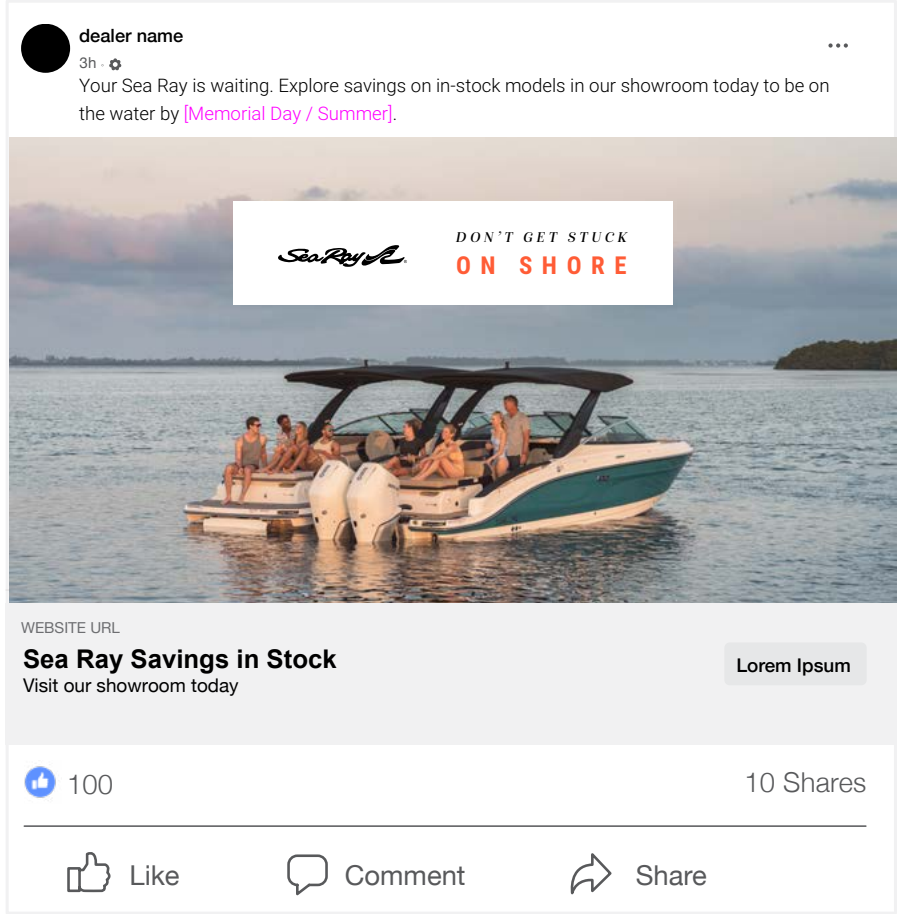 dealer name
3h ·
Your Sea Ray is waiting. Explore savings on in-stock models in our showroom today to be on
the water by [Memorial Day / Summer].
Sea Ray
DON'T GET STUCK
ON SHORE
WEBSITE URL
Sea Ray Savings in Stock
Visit our showroom today
Lorem Ipsum
100
10 Shares
Like
Comment
Share